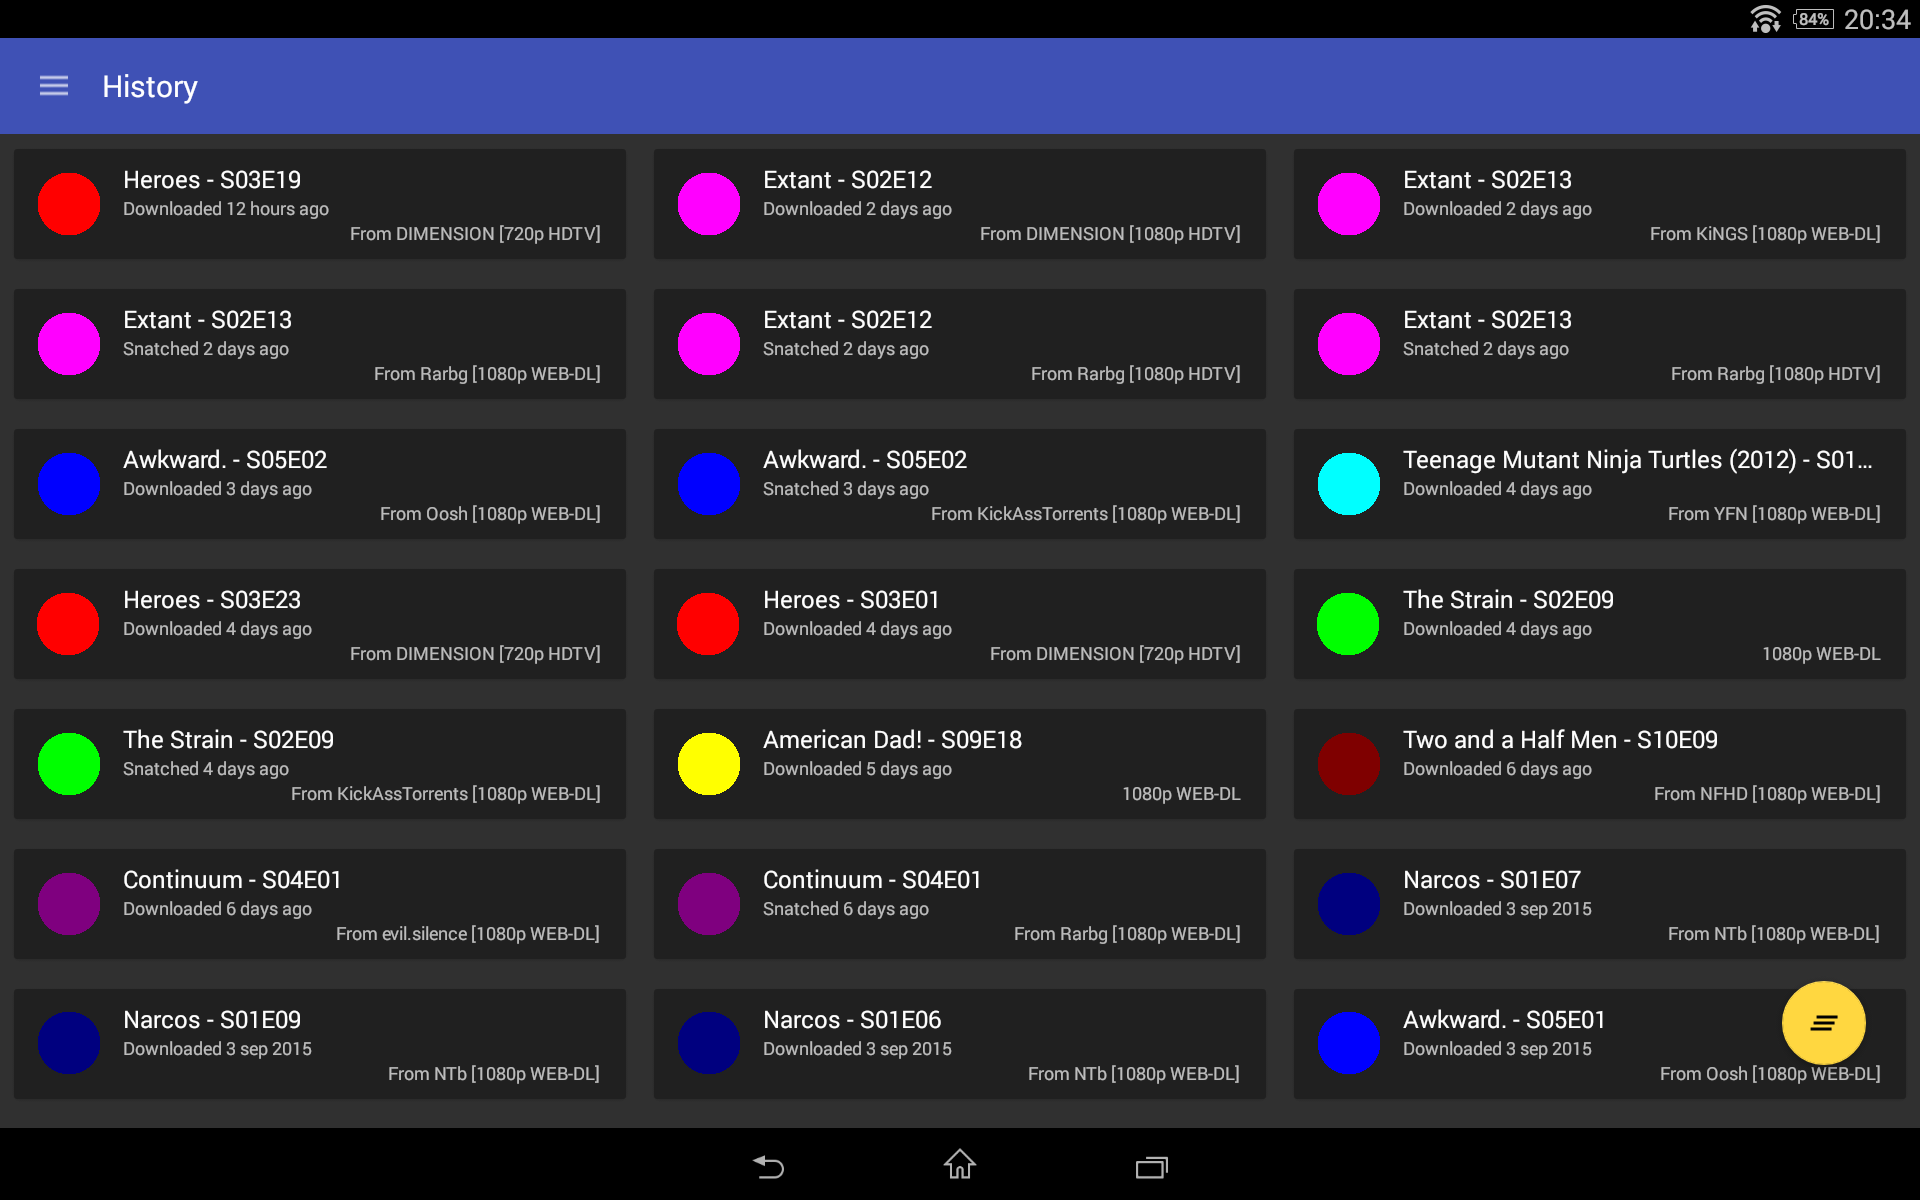 84% 20:34
History
Heroes - S03E19
Downloaded 12 hours ago
From DIMENSION [720p HDTV]
Extant - S02E12
Downloaded 2 days ago
From DIMENSION [1080p HDTV]
Extant - S02E13
Downloaded 2 days ago
From KiNGS [1080p WEB-DL]
Extant - S02E13
Snatched 2 days ago
From Rarbg [1080p WEB-DL]
Extant - S02E12
Snatched 2 days ago
From Rarbg [1080p HDTV]
Extant - S02E13
Snatched 2 days ago
From Rarbg [1080p HDTV]
Awkward. - S05E02
Downloaded 3 days ago
From Oosh [1080p WEB-DL]
Awkward. - S05E02
Snatched 3 days ago
From KickAssTorrents [1080p WEB-DL]
Teenage Mutant Ninja Turtles (2012) - S01...
Downloaded 4 days ago
From YFN [1080p WEB-DL]
Heroes - S03E23
Downloaded 4 days ago
From DIMENSION [720p HDTV]
Heroes - S03E01
Downloaded 4 days ago
From DIMENSION [720p HDTV]
The Strain - S02E09
Downloaded 4 days ago
1080p WEB-DL
The Strain - S02E09
Snatched 4 days ago
From KickAssTorrents [1080p WEB-DL]
American Dad! - S09E18
Downloaded 5 days ago
1080p WEB-DL
Two and a Half Men - S10E09
Downloaded 6 days ago
From NFHD [1080p WEB-DL]
Continuum - S04E01
Downloaded 6 days ago
From evil.silence [1080p WEB-DL]
Continuum - S04E01
Snatched 6 days ago
From Rarbg [1080p WEB-DL]
Narcos - S01E07
Downloaded 3 sep 2015
From NTb [1080p WEB-DL]
Narcos - S01E09
Downloaded 3 sep 2015
From NTb [1080p WEB-DL]
Narcos - S01E06
Downloaded 3 sep 2015
From NTb [1080p WEB-DL]
Awkward. - S05E01
Downloaded 3 sep 2015
From Oosh [1080p WEB-DL]